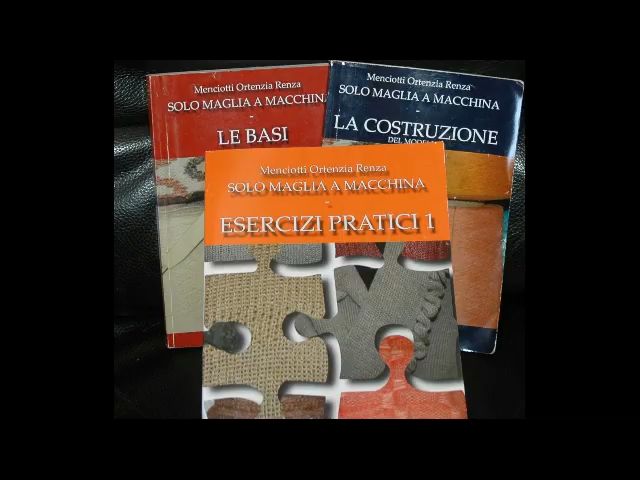 Menciotti Ortenzia Renza
SOLO MAGLIA A MACCHINA
-
LE BASI
Menciotti Ortenzia Renza
SOLO MAGLIA A MACCHINA
-
LA COSTRUZIONE
DEL
Menciotti Ortenzia Renza
SOLO MAGLIA A MACCHINA
-
ESERCIZI PRATICI 1